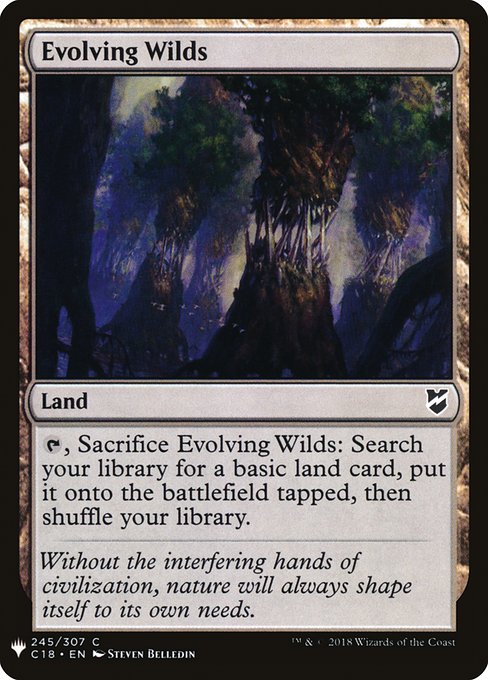 Evolving Wilds
Land
, Sacrifice Evolving Wilds: Search
your library for a basic land card, put
it onto the battlefield tapped, then
shuffle your library.
Without the interfering hands of
civilization, nature will always shape
itself to its own needs.
245/307 C
C18 • EN Steven Belledin
™ & © 2018 Wizards of the Coast